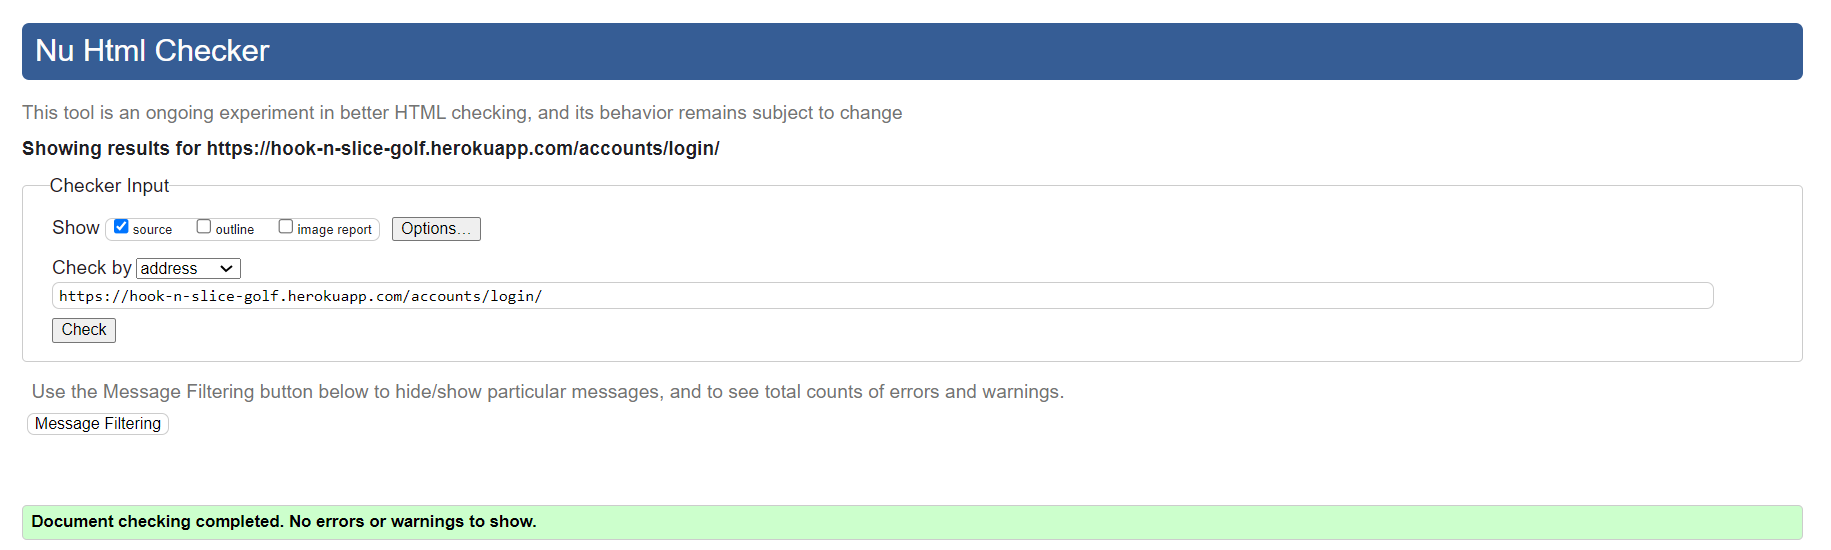 Nu Html Checker
This tool is an ongoing experiment in better HTML checking, and its behavior remains subject to change
Showing results for https://hook-n-slice-golf.herokuapp.com/accounts/login/
Checker Input
Show source outline image report Options...
Check by address
https://hook-n-slice-golf.herokuapp.com/accounts/login/
Check
Use the Message Filtering button below to hide/show particular messages, and to see total counts of errors and warnings.
Message Filtering
Document checking completed. No errors or warnings to show.